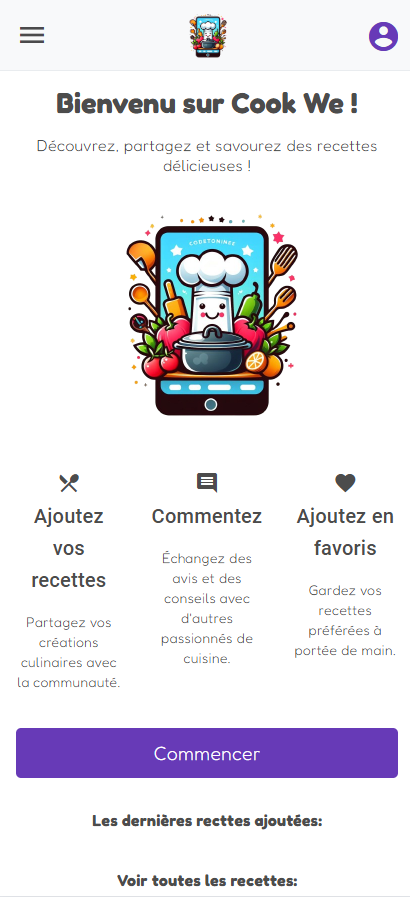 Bienvenu sur Cook We !
Découvrez, partagez et savourez des recettes
délicieuses !
CODETOMINEE
Ajoutez
vos
recettes
Partagez vos
créations
culinaires avec
la communauté.
Commentez
Échangez des
avis et des
conseils avec
d'autres
passionnés de
cuisine.
Ajoutez en
favoris
Gardez vos
recettes
préférées à
portée de main.
Commencer
Les dernières recttes ajoutées:
Voir toutes les recettes: